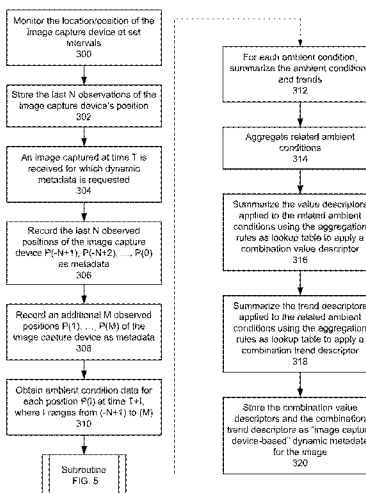 Monitor the location/position of the
image capture device at set
intervals
300
Store the last N observations of the
image capture device's position
302
An image captured at time T is
received for which dynamic
metadata is requested
304
Record the last N observed
positions of the image capture
device P(-N+1), P(-N+2), ..., P(0)
as metadata
306
Record an additional M observed
positions P(1), ..., P(M) of the
image capture device as metadata
308
Obtain ambient condition data for
each position P(I) at time T+I,
where I ranges from (-N+1) to (M)
310
Subroutine
FIG. 5
For each ambient condition,
summarize the ambient condition
and trends
312
Aggregate related ambient
conditions
314
Summarize the value descriptors
applied to the related ambient
conditions using the aggregation
rules as lookup table to apply a
combination value descriptor
316
Summarize the trend descriptors
applied to the related ambient
conditions using the aggregation
rules as lookup table to apply a
combination trend descriptor
318
Store the combination value
descriptors and the combination
trend descriptors as "image capture
device-based" dynamic metadata
for the image
320